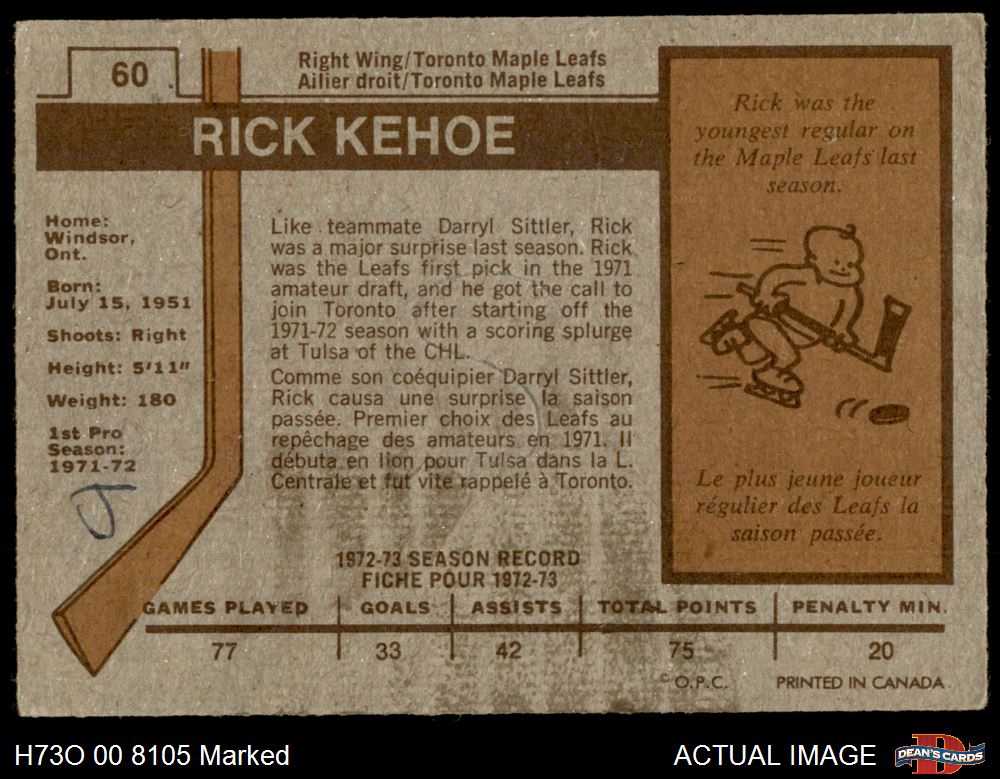 60
Right Wing/Toronto Maple Leafs
Ailier droit/Toronto Maple Leafs
RICK KEHOE
Home:
Windsor,
Ont.
Born:
July 15, 1951
Shoots: Right
Height: 5'11"
Weight: 180
1st Pro
Season:
1971-72
Like teammate Darryl Sittler, Rick
was a major surprise last season. Rick
was the Leafs first pick in the 1971
amateur draft, and he got the call to
join Toronto after starting off the
1971-72 season with a scoring splurge
at Tulsa of the CHL.
Comme son coéquipier Darryl Sittler,
Rick causa une surprise la saison
passée. Premier choix des Leafs au
repêchage des amateurs en 1971. Il
débuta en lion pour Tulsa dans la L.
Centrale et fut vite rappelé à Toronto.
Rick was the
youngest regular on
the Maple Leafs last
season.
Le plus jeune joueur
régulier des Leafs la
saison passée.
1972-73 SEASON RECORD
FICHE POUR 1972-73
GAMES PLAYED GOALS ASSISTS TOTAL POINTS PENALTY MIN.
77 33 42 75 20
© O.P.C. PRINTED IN CANADA
H73O 00 8105 Marked
ACTUAL IMAGE
DEAN'S CARDS